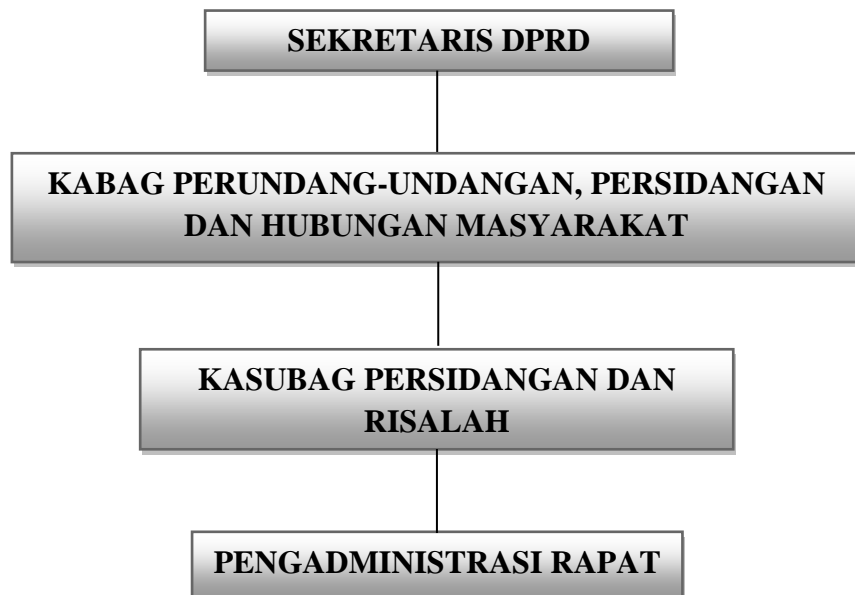 SEKRETARIS DPRD
KABAG PERUNDANG-UNDANGAN, PERSIDANGAN
DAN HUBUNGAN MASYARAKAT
KASUBAG PERSIDANGAN DAN
RISALAH
PENGADMINISTRASI RAPAT